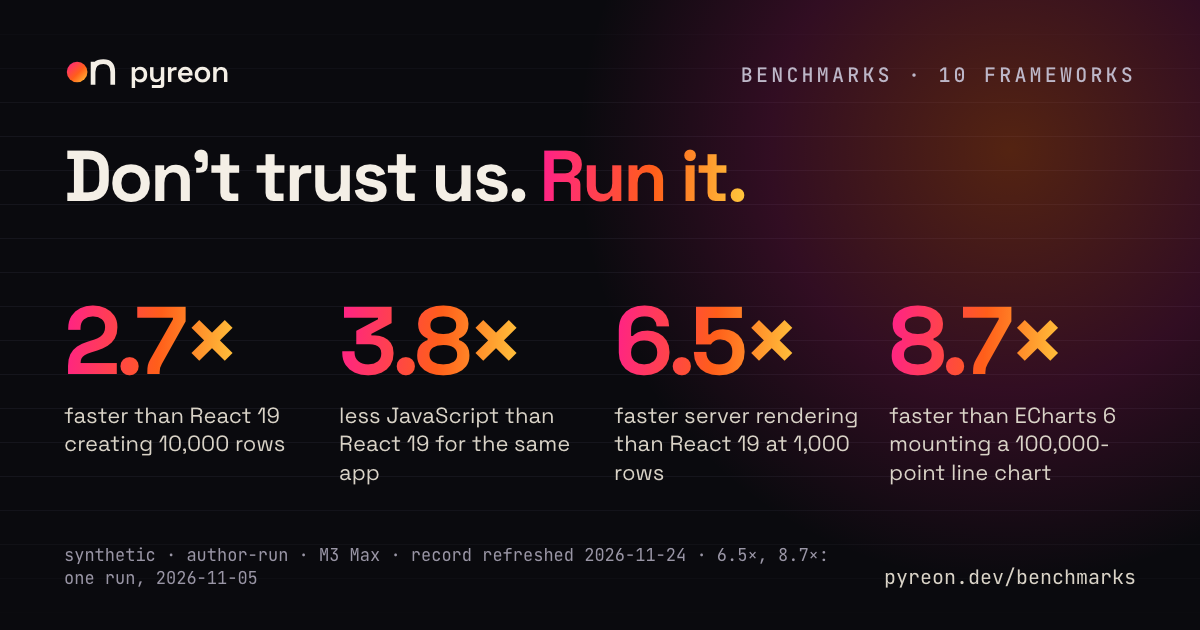 pyreon
BENCHMARKS · 10 FRAMEWORKS
Don’t trust us. Run it.
2.7×
faster than React 19
creating 10,000 rows
3.8×
less JavaScript than
React 19 for the same
app
6.5×
faster server rendering
than React 19 at 1,000
rows
8.7×
faster than ECharts 6
mounting a 100,000-
point line chart
synthetic · author-run · M3 Max · record refreshed 2026-11-24 · 6.5×, 8.7×:
one run, 2026-11-05
pyreon.dev/benchmarks